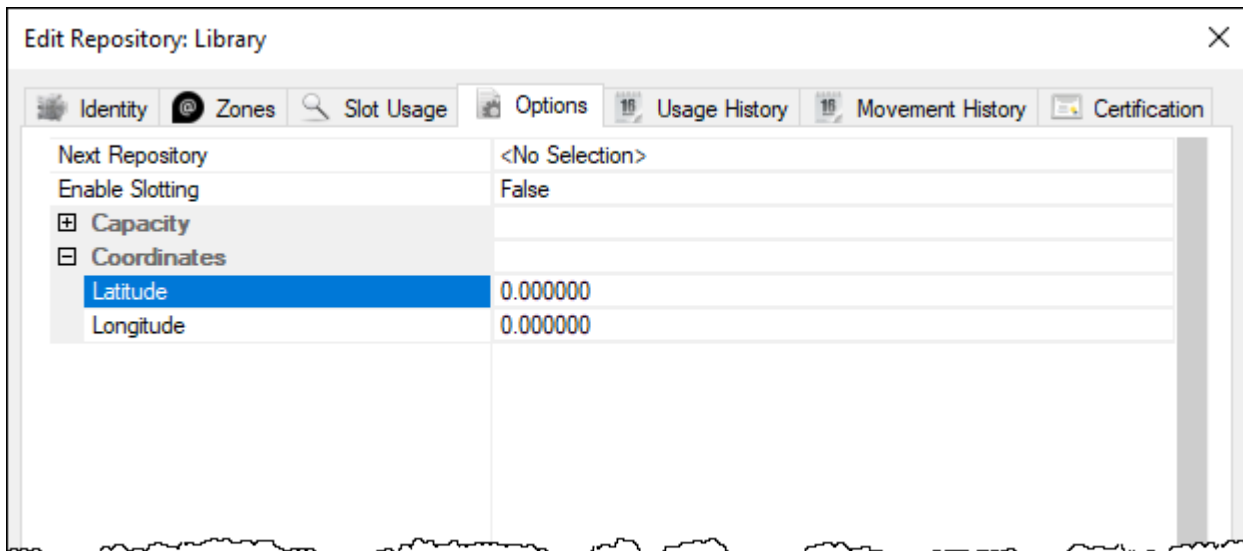 Edit Repository: Library
Identity Zones Slot Usage Options Usage History Movement History Certification
Next Repository <No Selection>
Enable Slotting False
Capacity
Coordinates
Latitude 0.000000
Longitude 0.000000